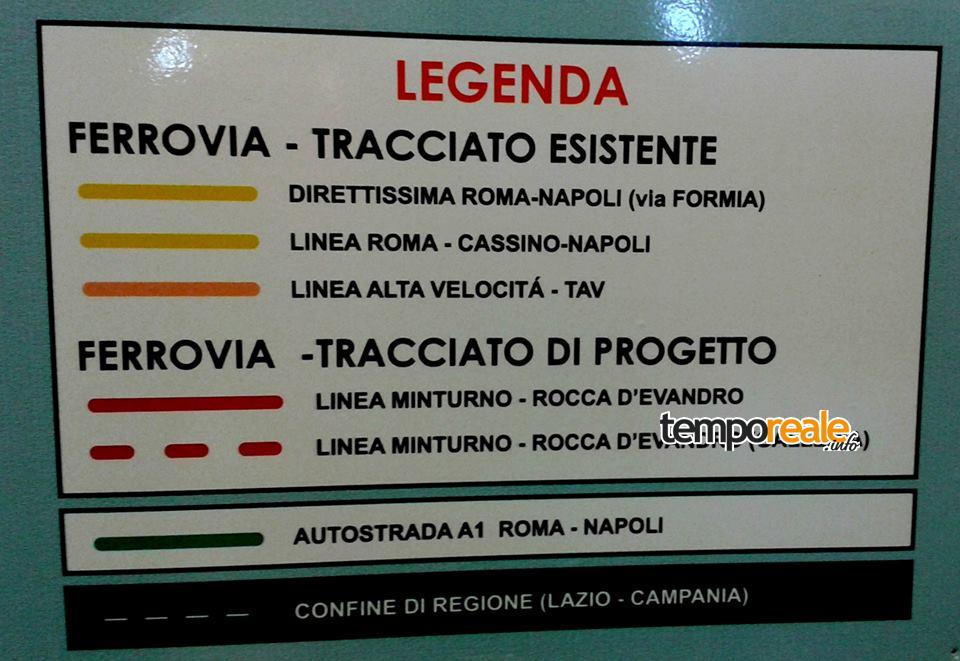 LEGENDA
FERROVIA - TRACCIATO ESISTENTE
DIRETTISSIMA ROMA-NAPOLI (via FORMIA)
LINEA ROMA - CASSINO-NAPOLI
LINEA ALTA VELOCITÁ - TAV
FERROVIA -TRACCIATO DI PROGETTO
LINEA MINTURNO - ROCCA D'EVANDRO
LINEA MINTURNO - ROCCA
temporeale.info
AUTOSTRADA A1 ROMA - NAPOLI
CONFINE DI REGIONE (LAZIO - CAMPANIA)